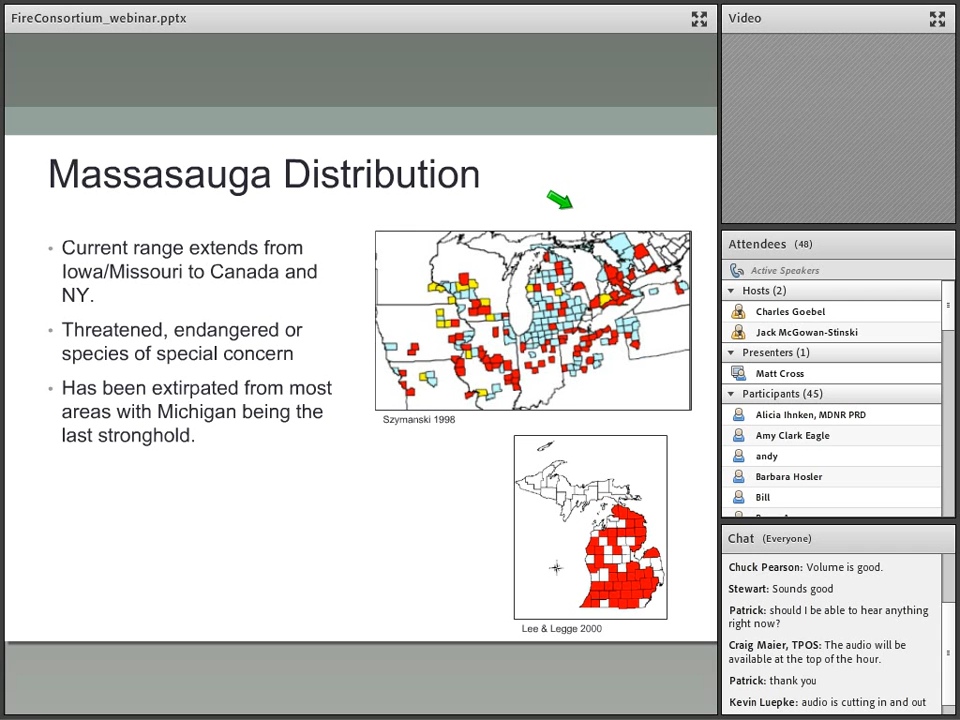 FireConsortium_webinar.pptx
Massasauga Distribution
• Current range extends from
Iowa/Missouri to Canada and
NY.
• Threatened, endangered or
species of special concern
• Has been extirpated from most
areas with Michigan being the
last stronghold.
Szymanski 1998
Lee & Legge 2000
Video
Attendees (48)
Active Speakers
Hosts (2)
Charles Goebel
Jack McGowan-Stinski
Presenters (1)
Matt Cross
Participants (45)
Alicia Ihnken, MDNR PRD
Amy Clark Eagle
andy
Barbara Hosler
Bill
Chat (Everyone)
Chuck Pearson: Volume is good.
Stewart: Sounds good
Patrick: should I be able to hear anything
right now?
Craig Maier, TPOS: The audio will be
available at the top of the hour.
Patrick: thank you
Kevin Luepke: audio is cutting in and out